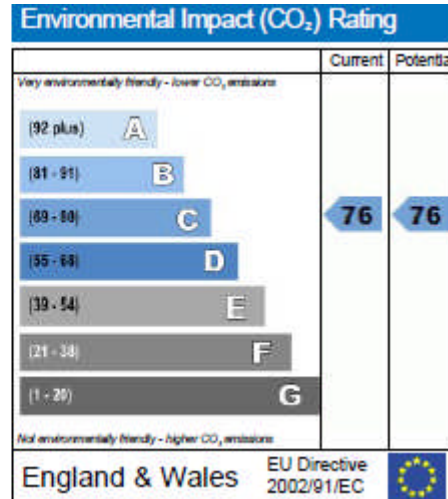 Environmental Impact (CO₂) Rating
Current Potentia
Very environmentally friendly - lower CO₂ emissions
(92 plus) A
(81 - 91) B
(69 - 80) C
76 76
(55 - 68) D
(39 - 54) E
(21 - 38) F
(1 - 20) G
Not environmentally friendly - higher CO₂ emissions
England & Wales
EU Directive
2002/91/EC